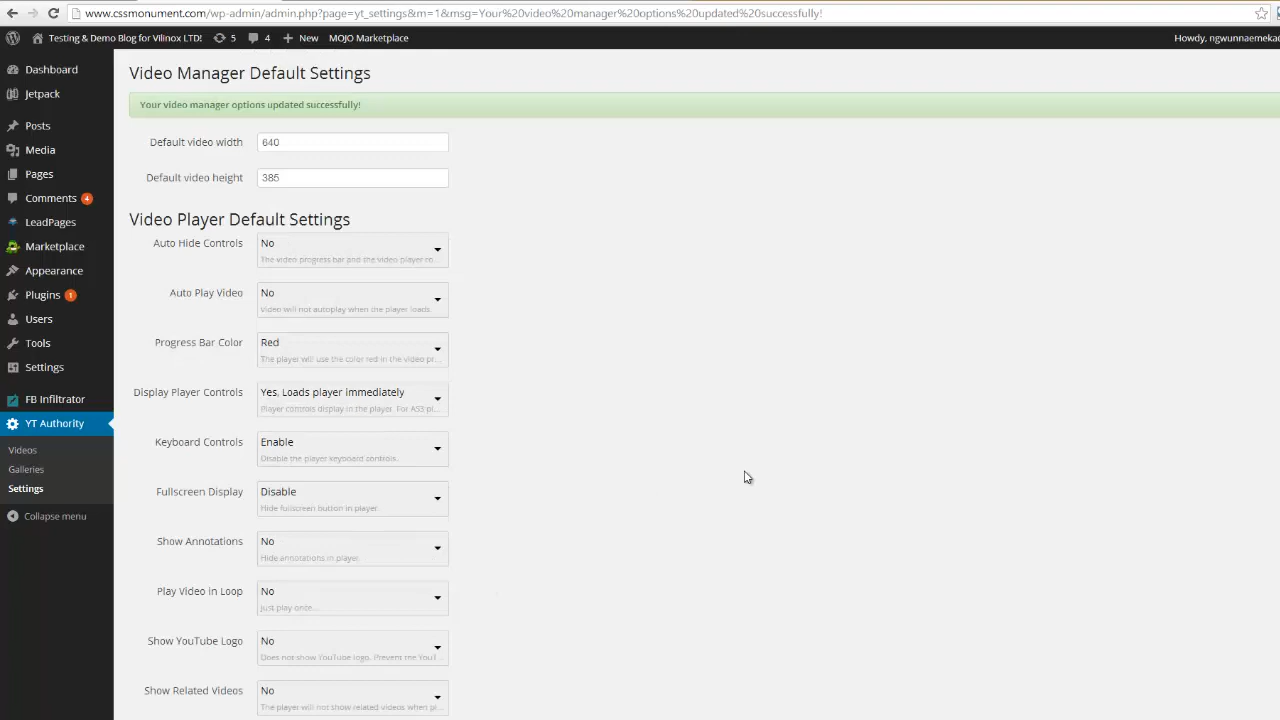 www.cssmonument.com/wp-admin/admin.php?page=yt_settings&m=1&msg=Your%20video%20manager%20options%20updated%20successfully!
Testing & Demo Blog for Vilinox LTD! 5 4 New MOJO Marketplace Howdy, ngwunnaemeka
Dashboard
Jetpack
Posts
Media
Pages
Comments 4
LeadPages
Marketplace
Appearance
Plugins 1
Users
Tools
Settings
FB Infiltrator
YT Authority
Videos
Galleries
Settings
Collapse menu
Video Manager Default Settings
Your video manager options updated successfully!
Default video width 640
Default video height 385
Video Player Default Settings
Auto Hide Controls No
The video progress bar and the video player ro...
Auto Play Video No
Video will not autoplay when the player loads.
Progress Bar Color Red
The player will use the color red in the video pr...
Display Player Controls Yes, Loads player immediately
Player controls display in the player. For AS3 pl...
Keyboard Controls Enable
Disable the player keyboard controls.
Fullscreen Display Disable
Hide fullscreen button in player.
Show Annotations No
Hide annotations in player.
Play Video in Loop No
Just play once...
Show YouTube Logo No
Does not show YouTube logo. Prevent the YouT...
Show Related Videos No
The player will not show related videos when pl...